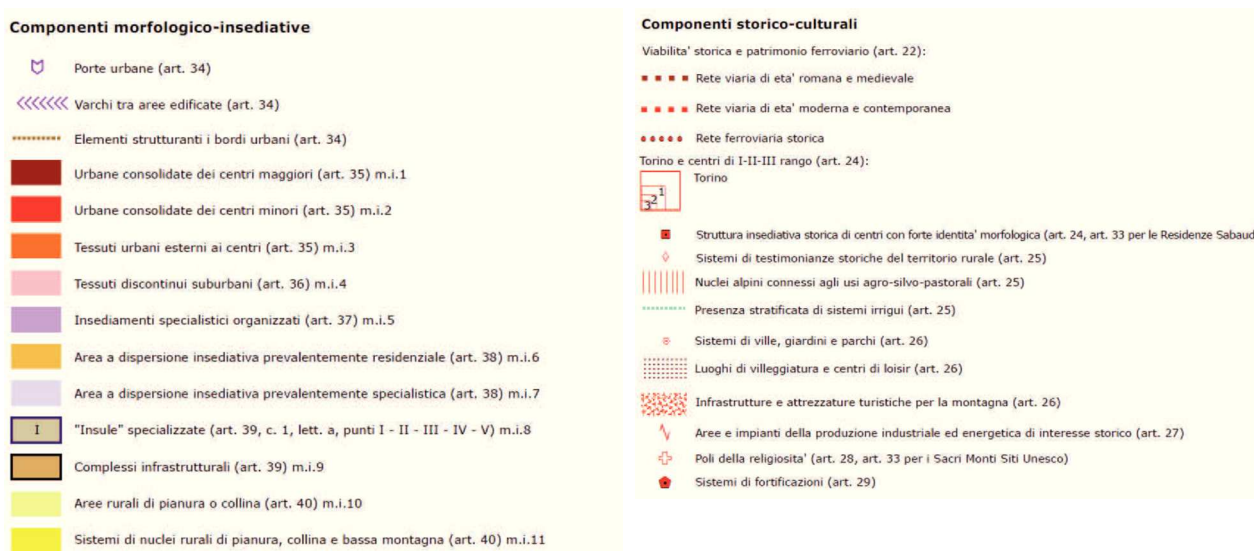 Componenti morfologico-insediative
Porte urbane (art. 34)
Varchi tra aree edificate (art. 34)
Elementi strutturanti i bordi urbani (art. 34)
Urbane consolidate dei centri maggiori (art. 35) m.i.1
Urbane consolidate dei centri minori (art. 35) m.i.2
Tessuti urbani esterni ai centri (art. 35) m.i.3
Tessuti discontinui suburbani (art. 36) m.i.4
Insediamenti specialistici organizzati (art. 37) m.i.5
Area a dispersione insediativa prevalentemente residenziale (art. 38) m.i.6
Area a dispersione insediativa prevalentemente specialistica (art. 38) m.i.7
I "Insule" specializzate (art. 39, c. 1, lett. a, punti I - II - III - IV - V) m.i.8
Complessi infrastrutturali (art. 39) m.i.9
Aree rurali di pianura o collina (art. 40) m.i.10
Sistemi di nuclei rurali di pianura, collina e bassa montagna (art. 40) m.i.11
Componenti storico-culturali
Viabilita' storica e patrimonio ferroviario (art. 22):
Rete viaria di eta' romana e medievale
Rete viaria di eta' moderna e contemporanea
Rete ferroviaria storica
Torino e centri di I-II-III rango (art. 24):
Torino
1
2
3
Struttura insediativa storica di centri con forte identita' morfologica (art. 24, art. 33 per le Residenze Sabaud
Sistemi di testimonianze storiche del territorio rurale (art. 25)
Nuclei alpini connessi agli usi agro-silvo-pastorali (art. 25)
Presenza stratificata di sistemi irrigui (art. 25)
Sistemi di ville, giardini e parchi (art. 26)
Luoghi di villeggiatura e centri di loisir (art. 26)
Infrastrutture e attrezzature turistiche per la montagna (art. 26)
Aree e impianti della produzione industriale ed energetica di interesse storico (art. 27)
Poli della religiosita' (art. 28, art. 33 per i Sacri Monti Siti Unesco)
Sistemi di fortificazioni (art. 29)